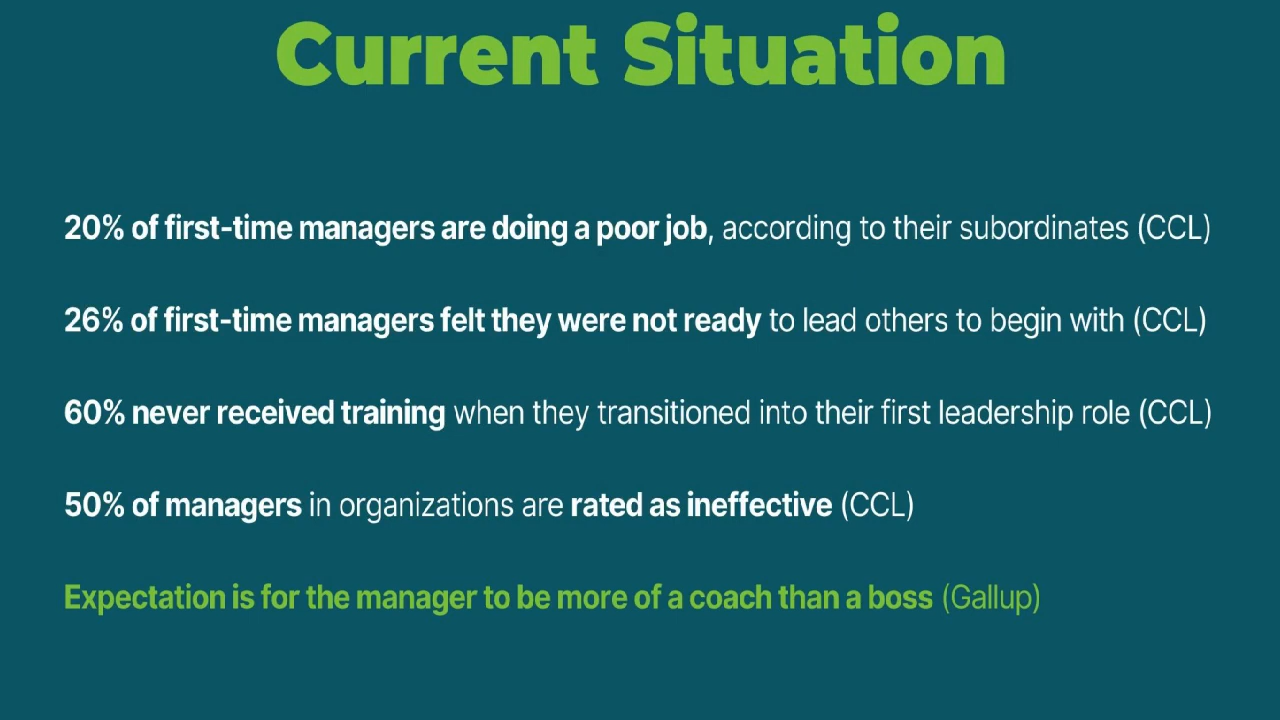 Current Situation
20% of first-time managers are doing a poor job, according to their subordinates (CCL)
26% of first-time managers felt they were not ready to lead others to begin with (CCL)
60% never received training when they transitioned into their first leadership role (CCL)
50% of managers in organizations are rated as ineffective (CCL)
Expectation is for the manager to be more of a coach than a boss (Gallup)